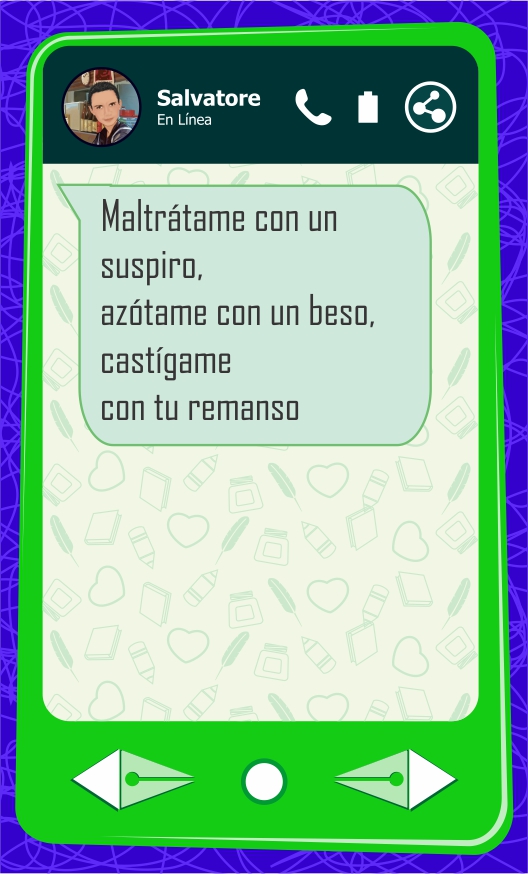 Salvatore
En Línea
Maltrátame con un
suspiro,
azótame con un beso,
castígame
con tu remanso